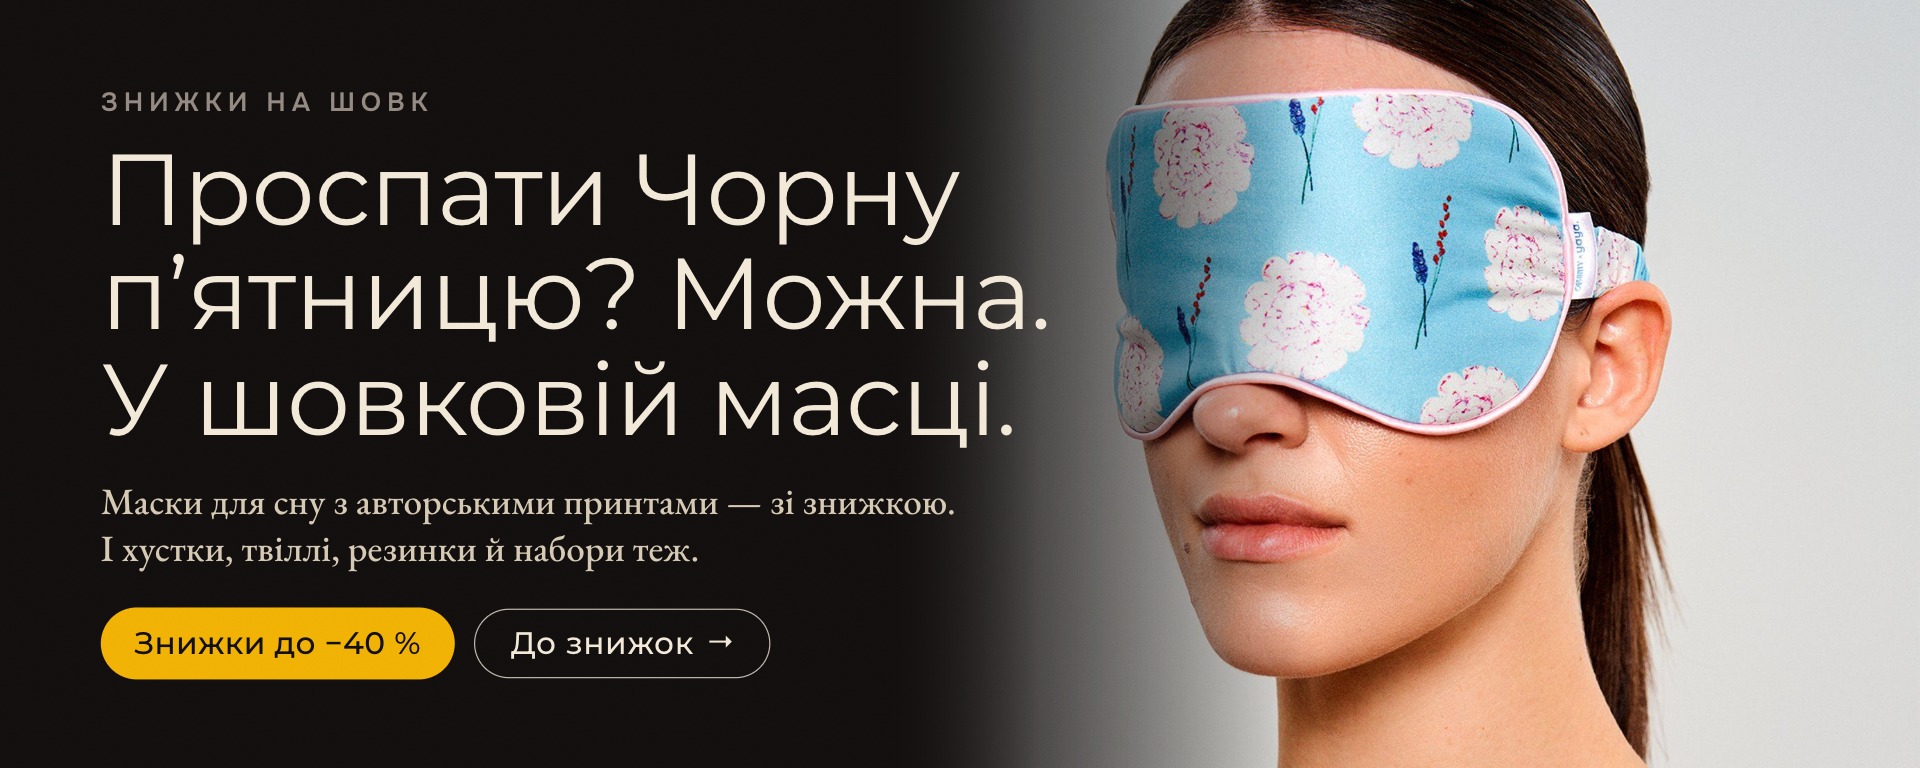 ЗНИЖКИ НА ШОВК
Проспати Чорну
п’ятницю? Можна.
У шовковій масці.
Маски для сну з авторськими принтами — зі знижкою.
І хустки, твіллі, резинки й набори теж.
Знижки до −40 %
До знижок →